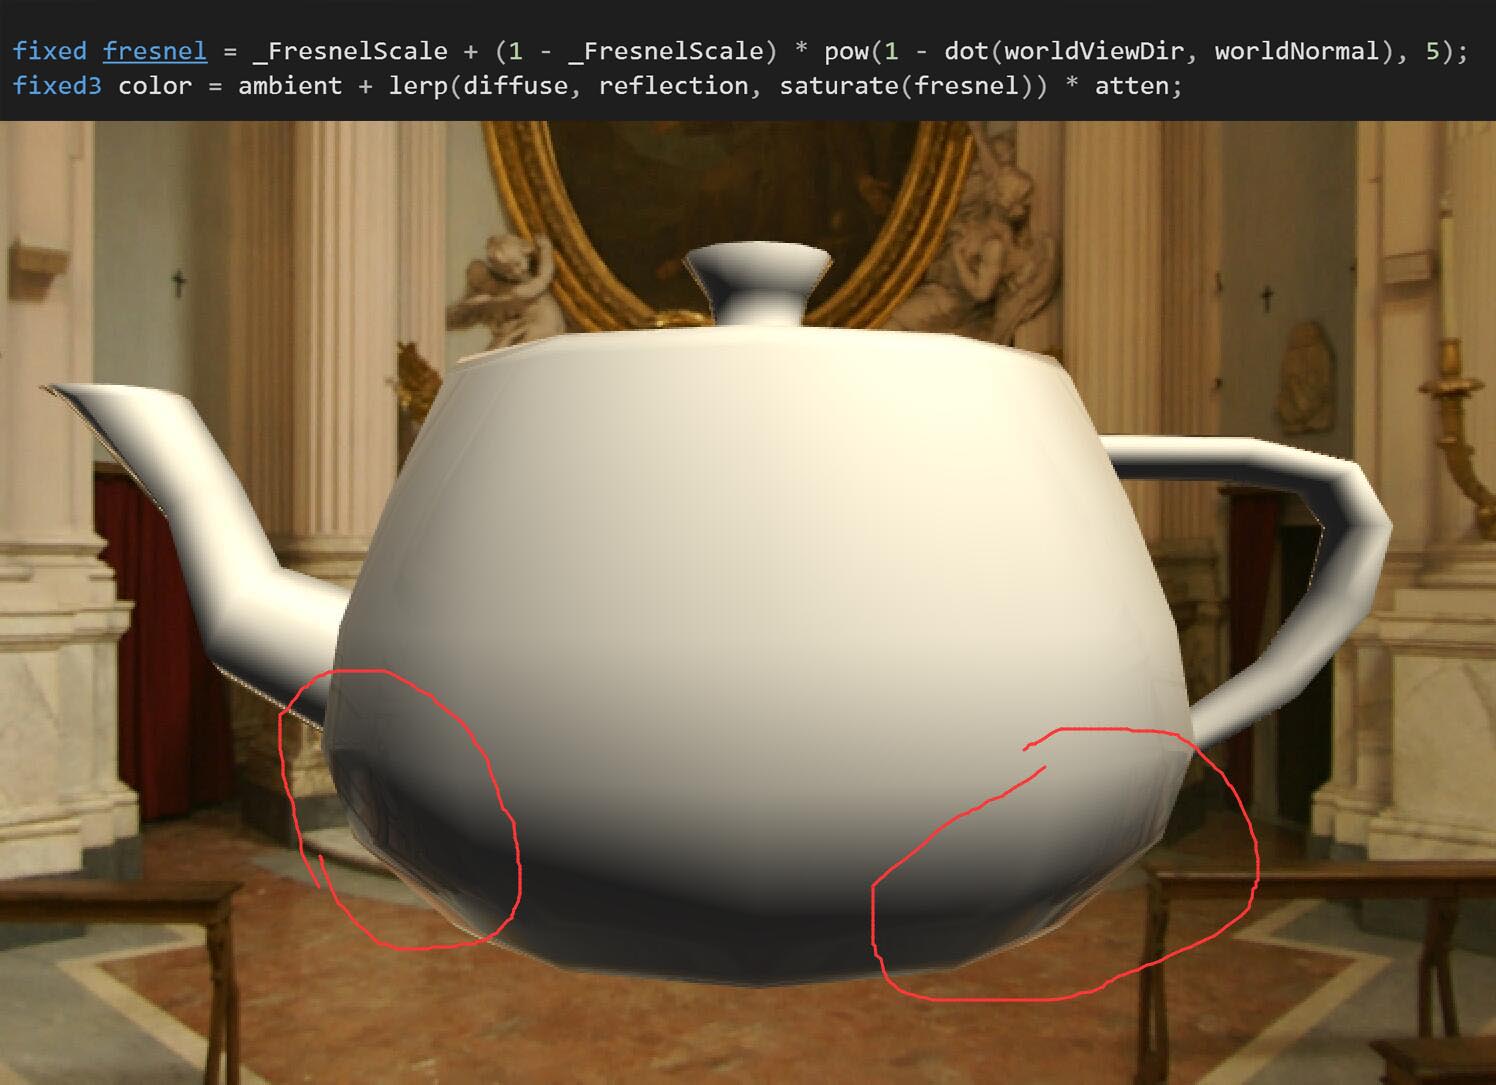 fixed fresnel = _FresnelScale + (1 - _FresnelScale) * pow(1 - dot(worldViewDir, worldNormal), 5);
fixed3 color = ambient + lerp(diffuse, reflection, saturate(fresnel)) * atten;